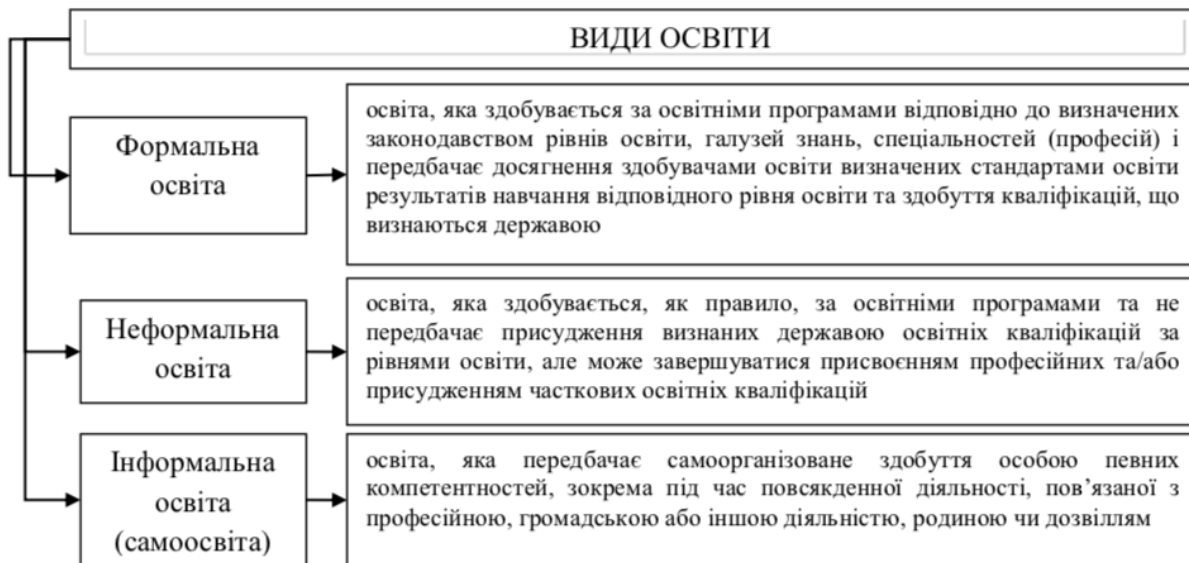 ВИДИ ОСВІТИ
Формальна
освіта
освіта, яка здобувається за освітніми програмами відповідно до визначених
законодавством рівнів освіти, галузей знань, спеціальностей (професій) і
передбачає досягнення здобувачами освіти визначених стандартами освіти
результатів навчання відповідного рівня освіти та здобуття кваліфікацій, що
визнаються державою
Неформальна
освіта
освіта, яка здобувається, як правило, за освітніми програмами та не
передбачає присудження визнаних державою освітніх кваліфікацій за
рівнями освіти, але може завершуватися присвоєнням професійних та/або
присудженням часткових освітніх кваліфікацій
Інформальна
освіта
(самоосвіта)
освіта, яка передбачає самоорганізоване здобуття особою певних
компетентностей, зокрема під час повсякденної діяльності, пов’язаної з
професійною, громадською або іншою діяльністю, родиною чи дозвіллям